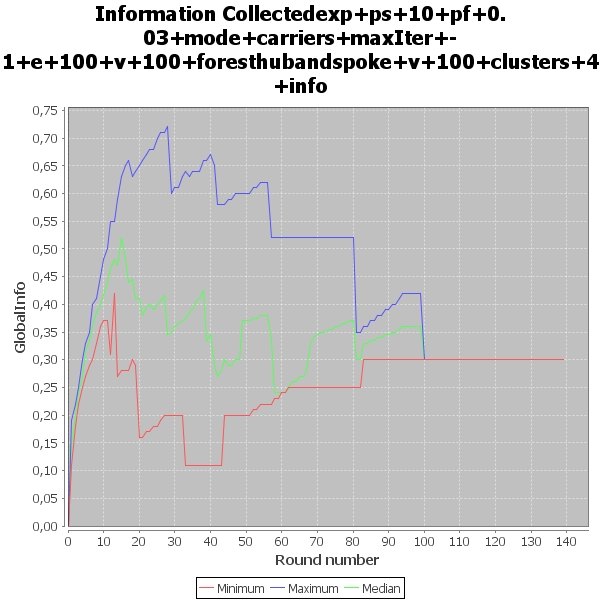 Information Collectedexp+ps+10+pf+0.
03+mode+carriers+maxIter+-
1+e+100+v+100+foresthubandspoke+v+100+clusters+4
+info
0,75
0,70
0,65
0,60
0,55
0,50
0,45
0,40
0,35
0,30
0,25
0,20
0,15
0,10
0,05
0,00
GlobalInfo
0 10 20 30 40 50 60 70 80 90 100 110 120 130 140
Round number
Minimum Maximum Median